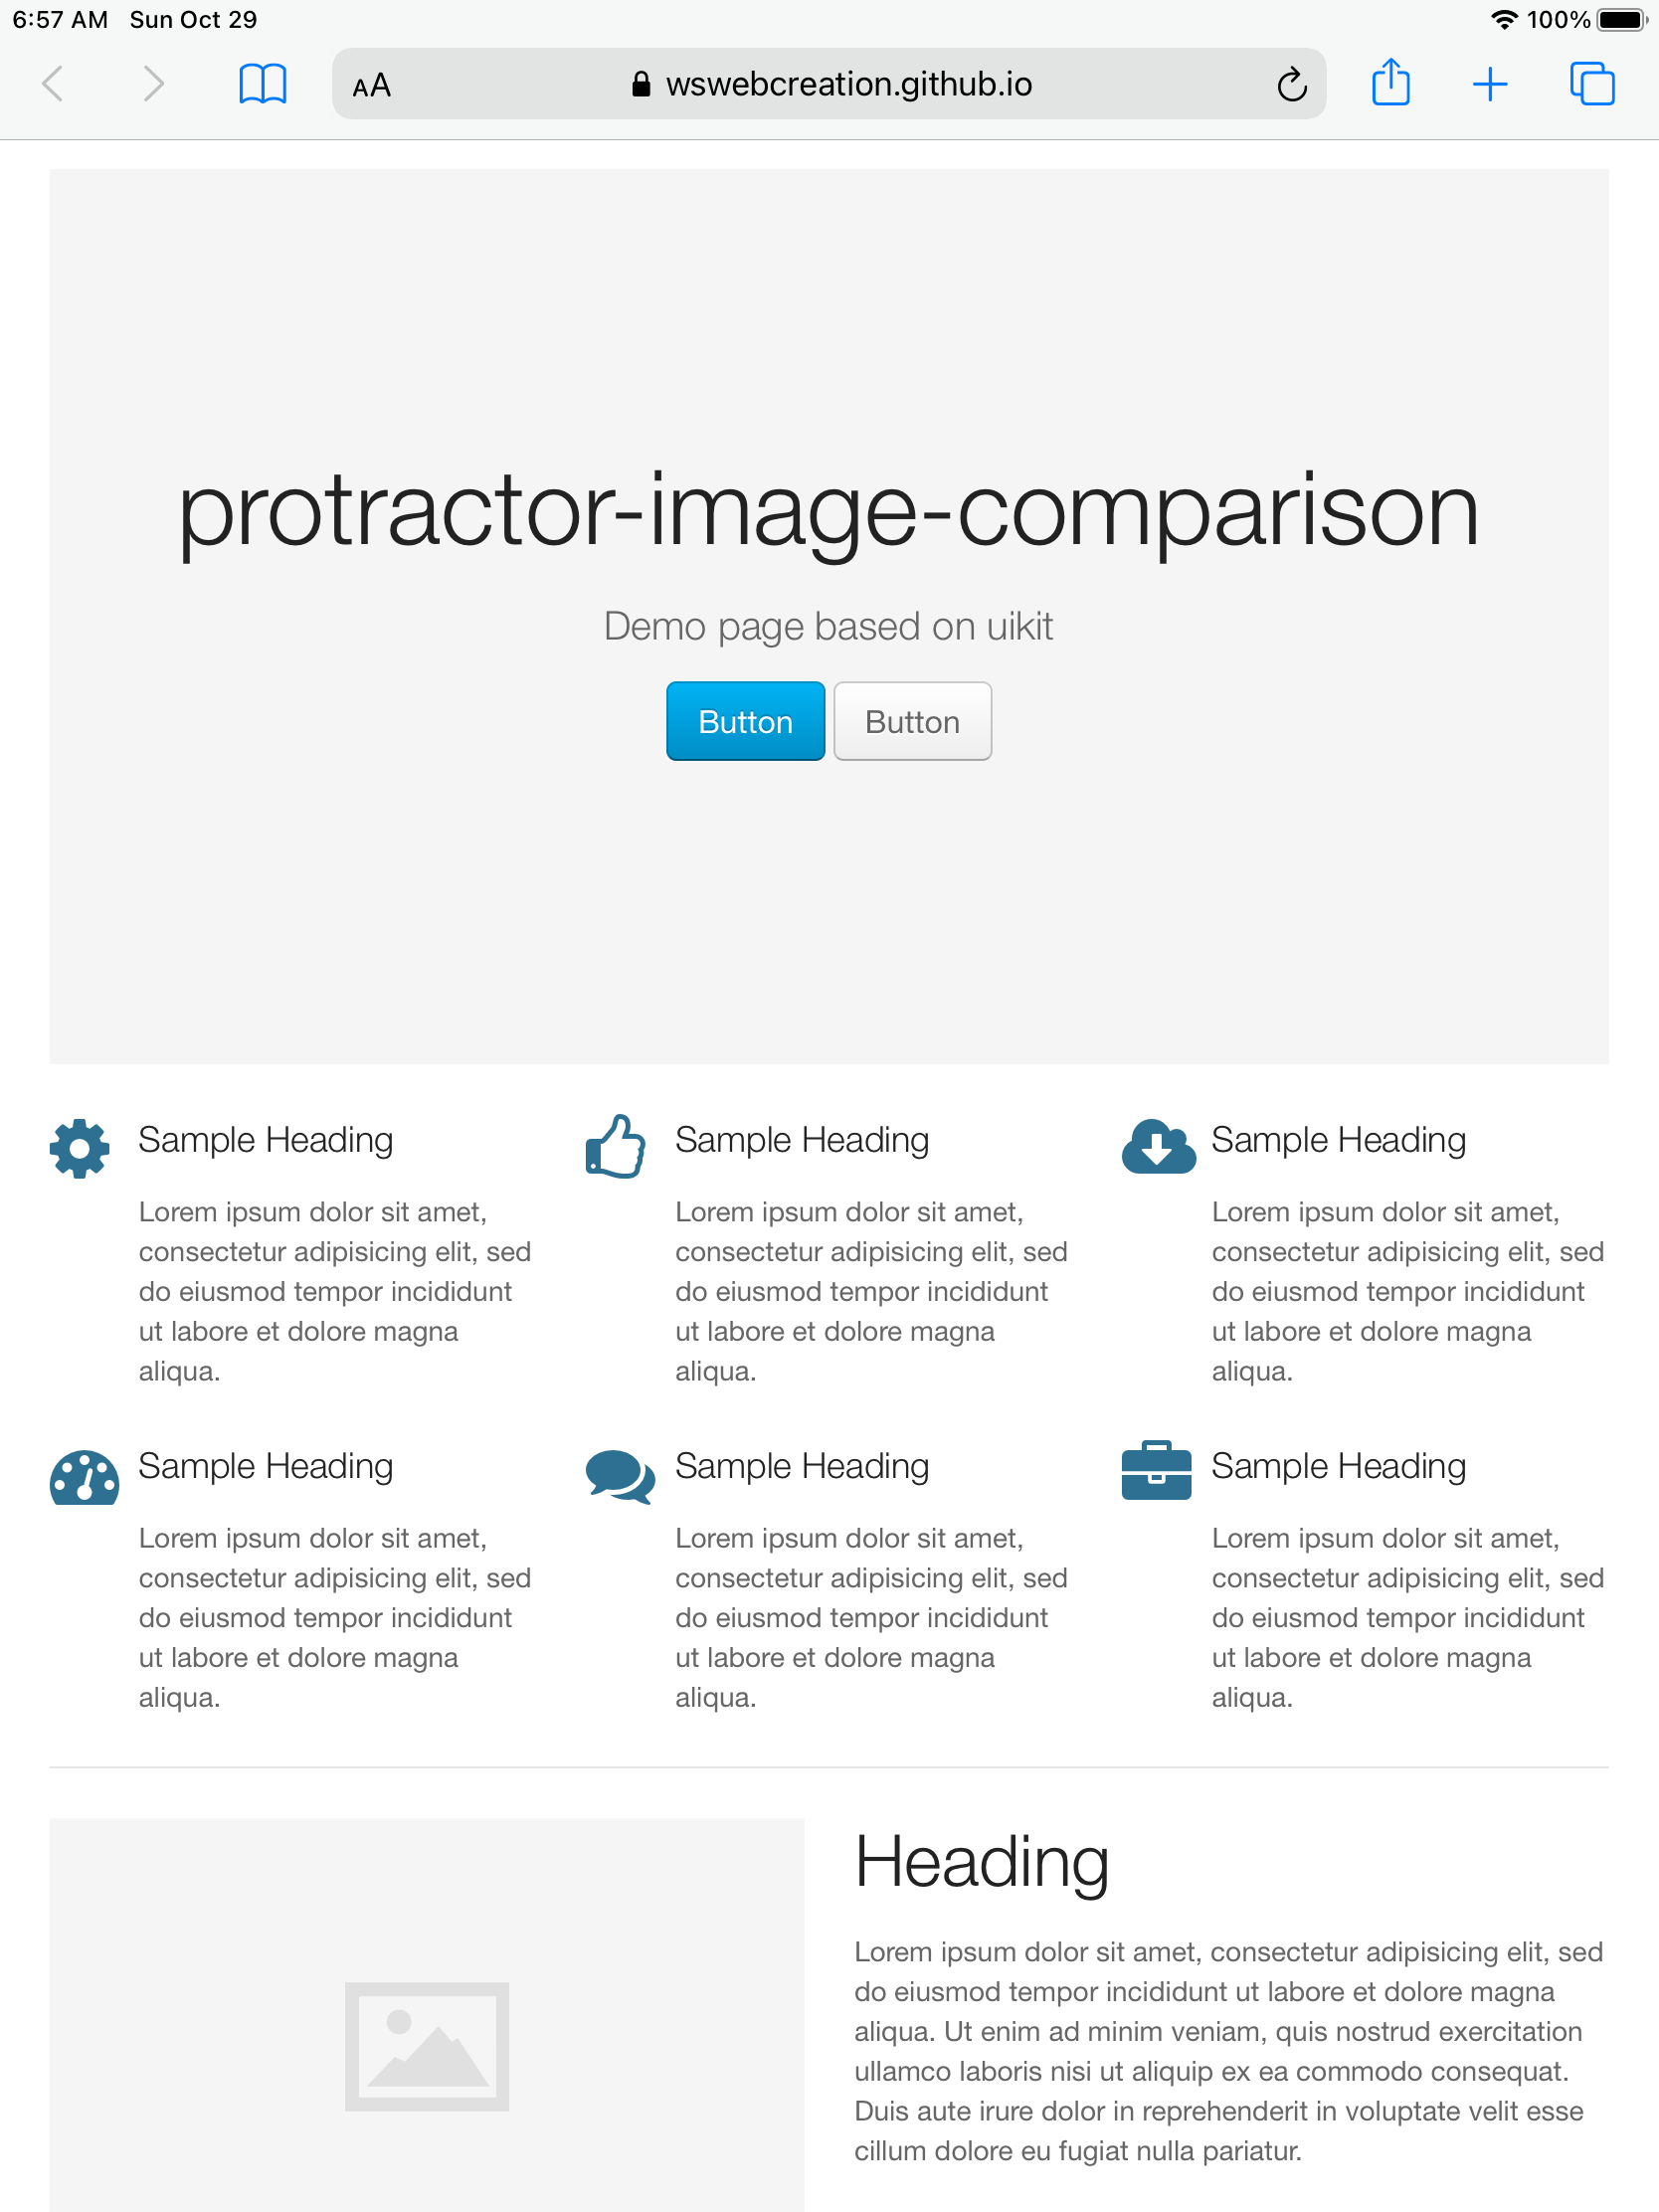 6:57 AM Sun Oct 29 100%
AA wswebcreation.github.io
protractor-image-comparison
Demo page based on uikit
Button Button
Sample Heading
Lorem ipsum dolor sit amet,
consectetur adipisicing elit, sed
do eiusmod tempor incididunt
ut labore et dolore magna
aliqua.
Sample Heading
Lorem ipsum dolor sit amet,
consectetur adipisicing elit, sed
do eiusmod tempor incididunt
ut labore et dolore magna
aliqua.
Sample Heading
Lorem ipsum dolor sit amet,
consectetur adipisicing elit, sed
do eiusmod tempor incididunt
ut labore et dolore magna
aliqua.
Sample Heading
Lorem ipsum dolor sit amet,
consectetur adipisicing elit, sed
do eiusmod tempor incididunt
ut labore et dolore magna
aliqua.
Sample Heading
Lorem ipsum dolor sit amet,
consectetur adipisicing elit, sed
do eiusmod tempor incididunt
ut labore et dolore magna
aliqua.
Sample Heading
Lorem ipsum dolor sit amet,
consectetur adipisicing elit, sed
do eiusmod tempor incididunt
ut labore et dolore magna
aliqua.
Heading
Lorem ipsum dolor sit amet, consectetur adipisicing elit, sed
do eiusmod tempor incididunt ut labore et dolore magna
aliqua. Ut enim ad minim veniam, quis nostrud exercitation
ullamco laboris nisi ut aliquip ex ea commodo consequat.
Duis aute irure dolor in reprehenderit in voluptate velit esse
cillum dolore eu fugiat nulla pariatur.